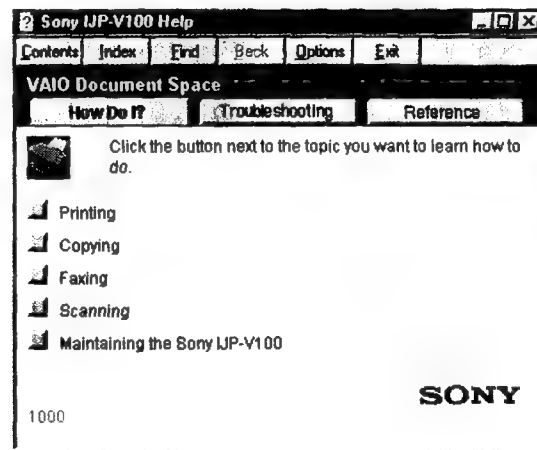 Sony IJP-V100 Help
Contents Index Find Back Options Exit
VAIO Document Space
How Do I? Troubleshooting Reference
Click the button next to the topic you want to learn how to
do.
Printing
Copying
Faxing
Scanning
Maintaining the Sony IJP-V100
SONY
1000